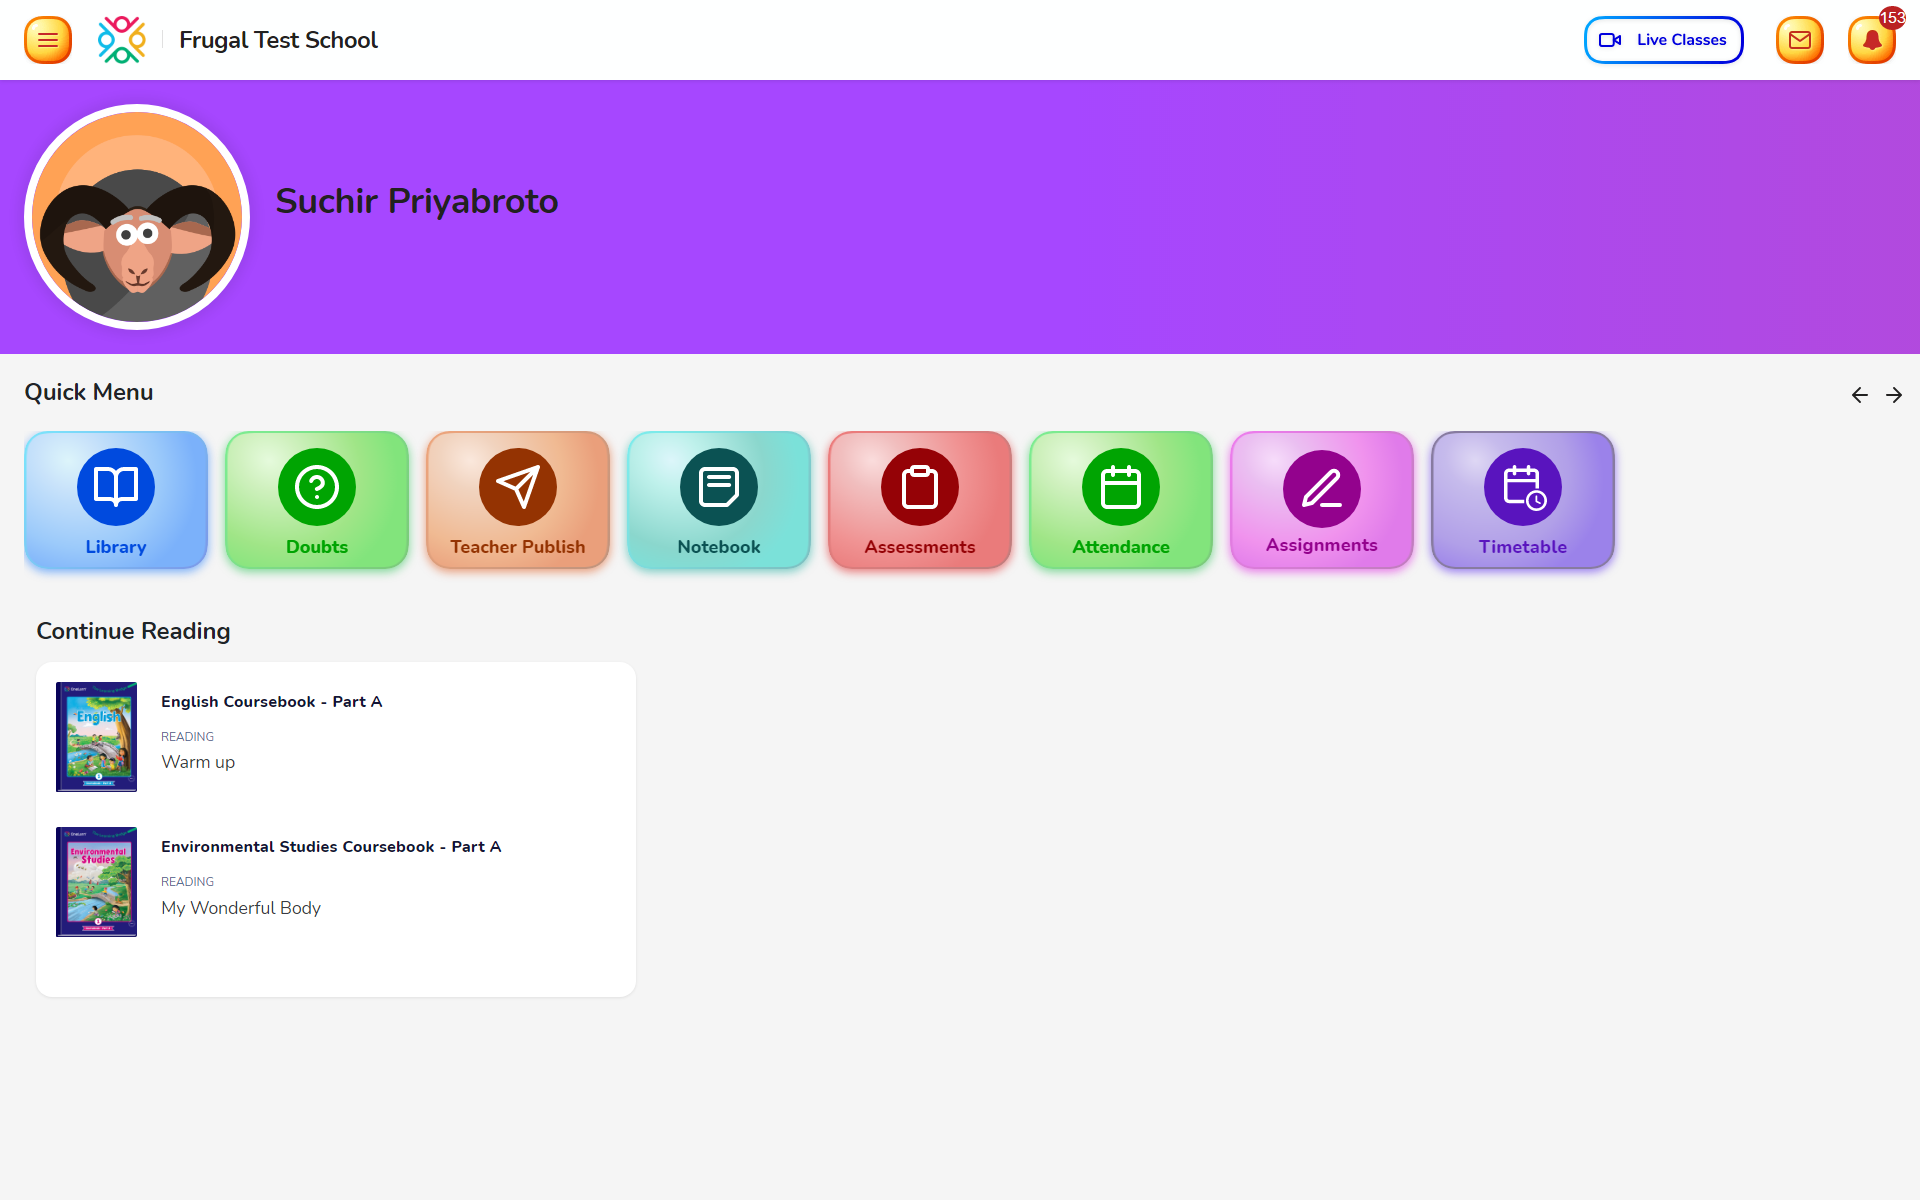 Frugal Test School
Live Classes
153
Suchir Priyabroto
Quick Menu
Library
Doubts
Teacher Publish
Notebook
Assessments
Attendance
Assignments
Timetable
Continue Reading
English
English Coursebook - Part A
READING
Warm up
Environmental
Studies
Environmental Studies Coursebook - Part A
READING
My Wonderful Body